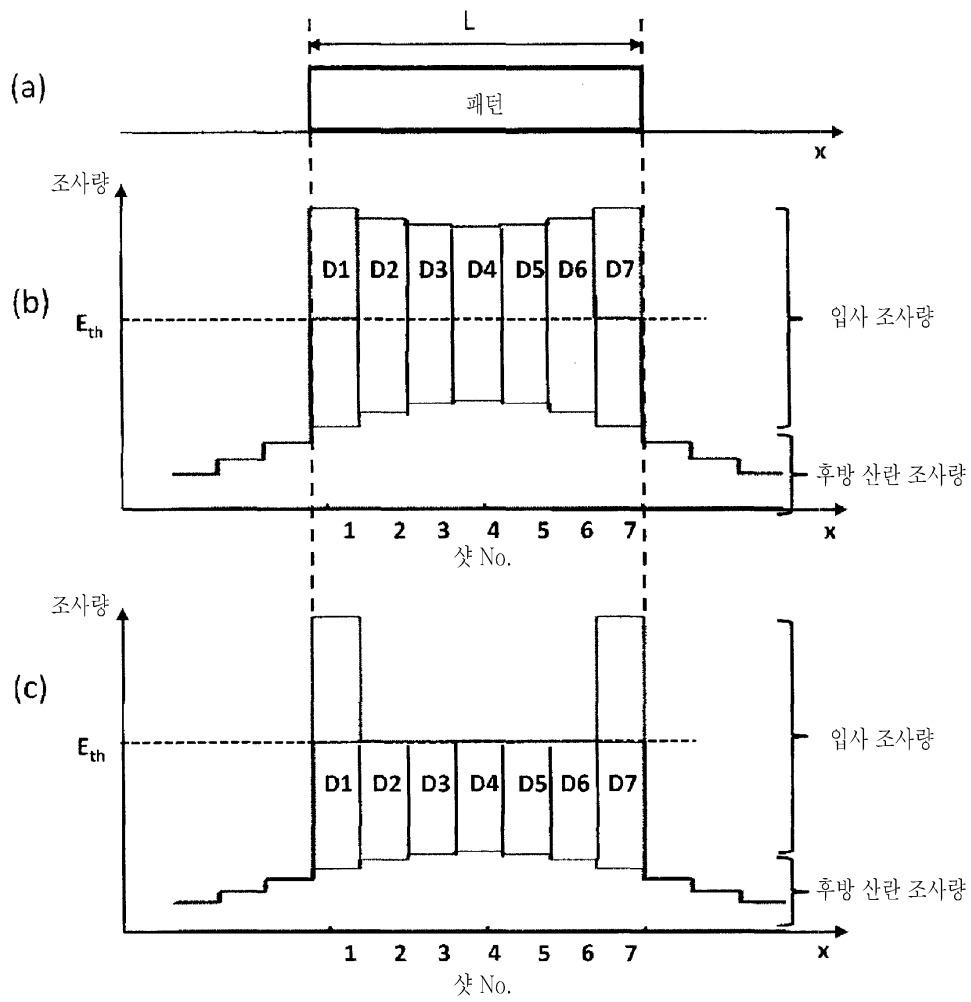 L
(a)
패턴
x
조사량
(b)
D1 D2 D3 D4 D5 D6 D7
E_th
입사 조사량
후방 산란 조사량
1 2 3 4 5 6 7
x
샷 No.
조사량
(c)
E_th
입사 조사량
D1 D2 D3 D4 D5 D6 D7
후방 산란 조사량
1 2 3 4 5 6 7
x
샷 No.